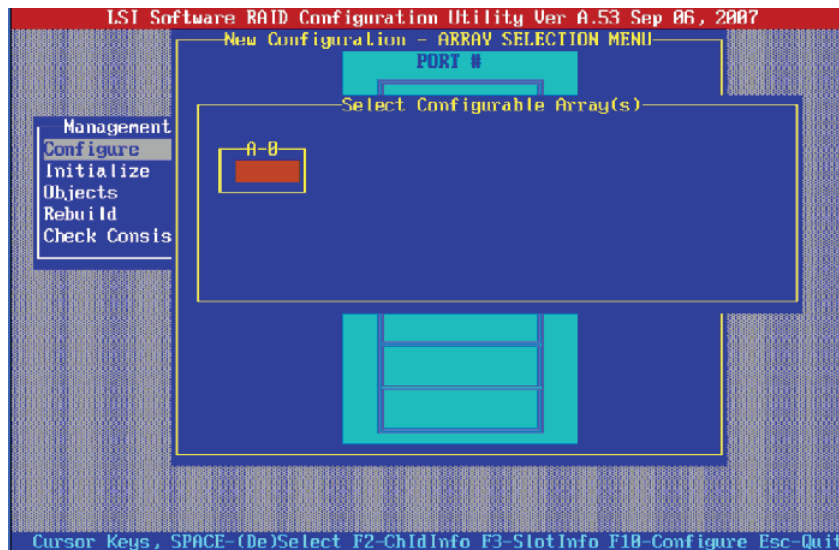 LSI Software RAID Configuration Utility Ver A.53 Sep 06, 2007
New Configuration - ARRAY SELECTION MENU
PORT #
Select Configurable Array(s)
Management
A-0
Configure
Initialize
Objects
Rebuild
Check Consis
Cursor Keys, SPACE-(De)Select F2-ChIdInfo F3-SlotInfo F10-Configure Esc-Qui